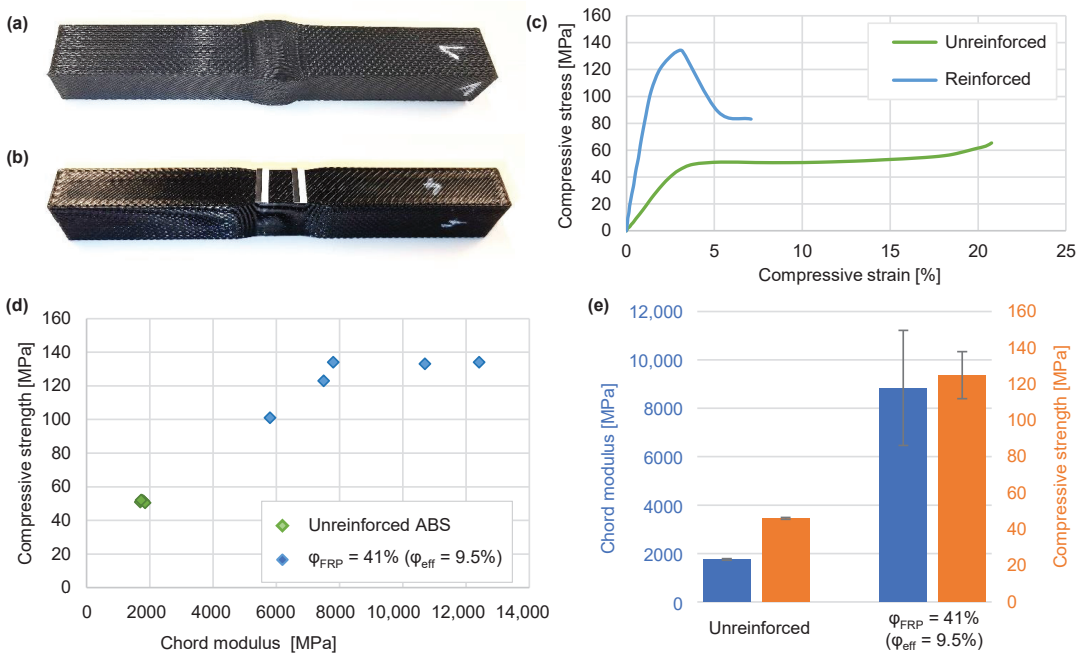 (a)
(b)
(c)
160
140
120
100
80
60
40
20
0
Compressive stress [MPa]
0 5 10 15 20 25
Compressive strain [%]
Unreinforced
Reinforced
(d)
160
140
120
100
80
60
40
20
0
Compressive strength [MPa]
0 2000 4000 6000 8000 10,000 12,000 14,000
Chord modulus [MPa]
Unreinforced ABS
φFRP = 41% (φeff = 9.5%)
(e)
12,000
10,000
8000
6000
4000
2000
0
Chord modulus [MPa]
160
140
120
100
80
60
40
20
0
Compressive strength [MPa]
Unreinforced
φFRP = 41%
(φeff = 9.5%)